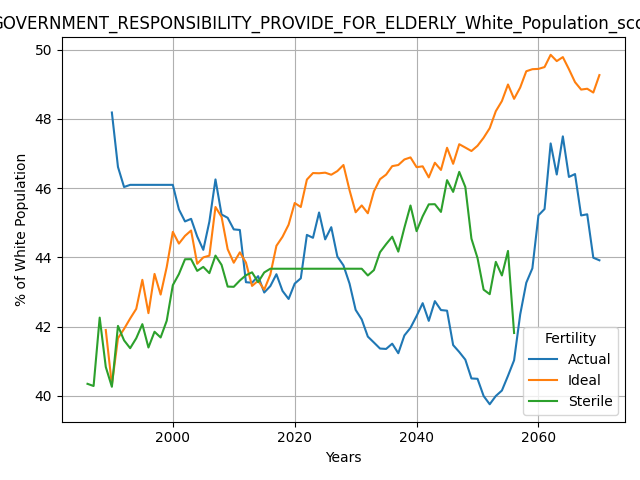 GOVERNMENT_RESPONSIBILITY_PROVIDE_FOR_ELDERLY_White_Population_sco
50
48
46
44
42
40
% of White Population
2000
2020
2040
2060
Years
Fertility
Actual
Ideal
Sterile